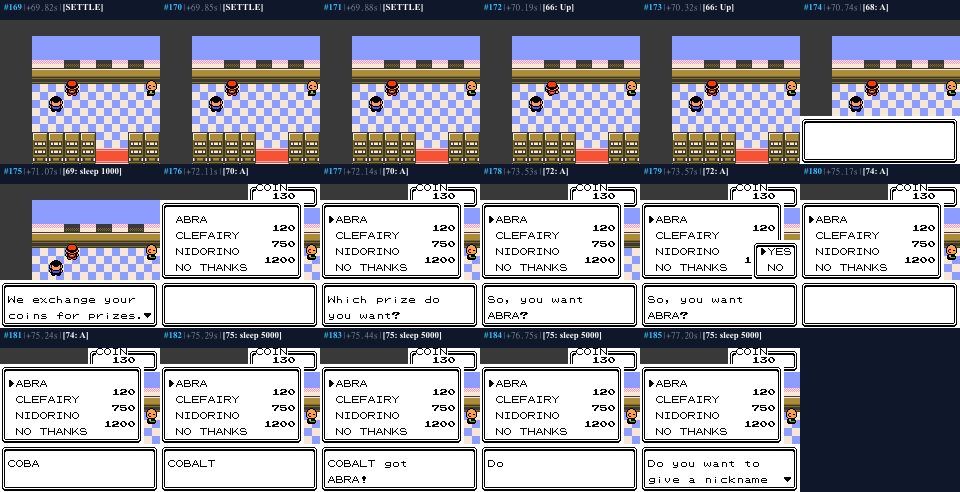 #169|+69.82s|[SETTLE]
#170|+69.85s|[SETTLE]
#171|+69.88s|[SETTLE]
#172|+70.19s|[66: Up]
#173|+70.32s|[66: Up]
#174|+70.74s|[68: A]
#175|+71.07s|[69: sleep 1000]
We exchange your
coins for prizes.▼
#176|+72.11s|[70: A]
COIN
130
ABRA
120
CLEFAIRY
750
NIDORINO
1200
NO THANKS
#177|+72.14s|[70: A]
COIN
130
▶ABRA
120
CLEFAIRY
750
NIDORINO
1200
NO THANKS
Which prize do
you want?
#178|+73.53s|[72: A]
COIN
130
▶ABRA
120
CLEFAIRY
750
NIDORINO
1200
NO THANKS
So, you want
ABRA?
#179|+73.57s|[72: A]
COIN
130
▶ABRA
120
CLEFAIRY
750
NIDORINO
1
NO THANKS
▶YES
NO
So, you want
ABRA?
#180|+75.17s|[74: A]
COIN
130
▶ABRA
120
CLEFAIRY
750
NIDORINO
1200
NO THANKS
#181|+75.24s|[74: A]
COIN
130
▶ABRA
120
CLEFAIRY
750
NIDORINO
1200
NO THANKS
COBA
#182|+75.29s|[75: sleep 5000]
COIN
130
▶ABRA
120
CLEFAIRY
750
NIDORINO
1200
NO THANKS
COBALT
#183|+75.44s|[75: sleep 5000]
COIN
130
▶ABRA
120
CLEFAIRY
750
NIDORINO
1200
NO THANKS
COBALT got
ABRA!
#184|+76.75s|[75: sleep 5000]
COIN
130
▶ABRA
120
CLEFAIRY
750
NIDORINO
1200
NO THANKS
Do
#185|+77.20s|[75: sleep 5000]
COIN
130
▶ABRA
120
CLEFAIRY
750
NIDORINO
1200
NO THANKS
Do you want to
give a nickname ▼